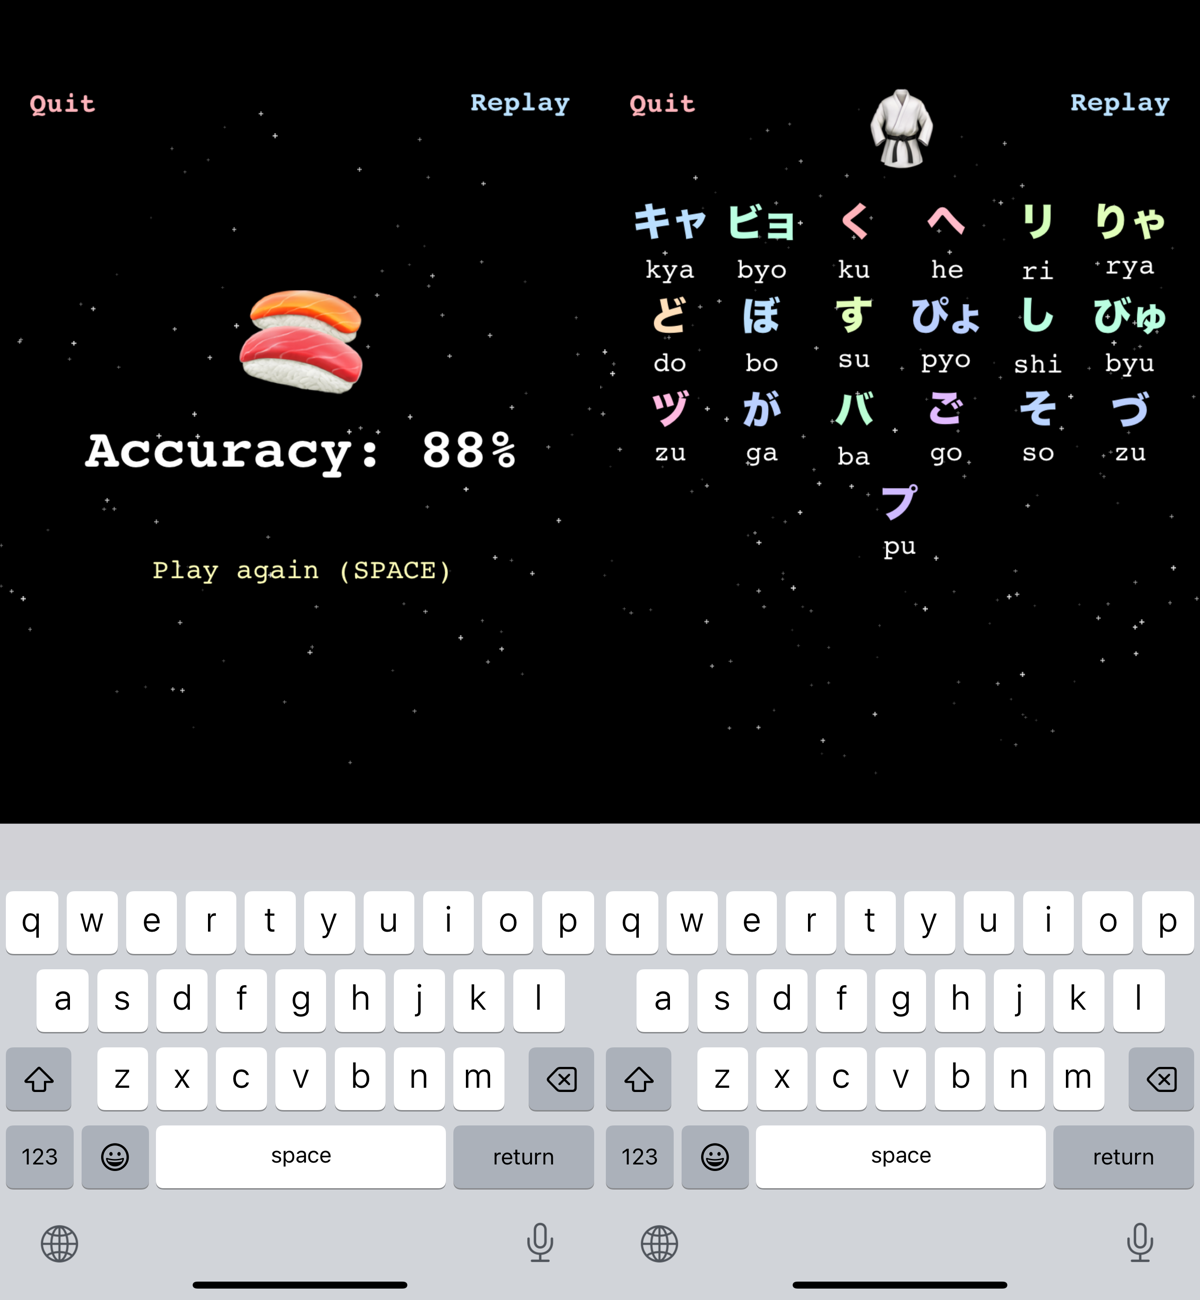 Quit Replay
Accuracy: 88%
Play again (SPACE)
q w e r t y u i o p
a s d f g h j k l
z x c v b n m
123 space return
Quit Replay
キャ ビョ く へ リ りゃ
kya byo ku he ri rya
ど ぼ す ぴょ し びゅ
do bo su pyo shi byu
ヅ が バ ご そ づ
zu ga ba go so zu
プ
pu
q w e r t y u i o p
a s d f g h j k l
z x c v b n m
123 space return